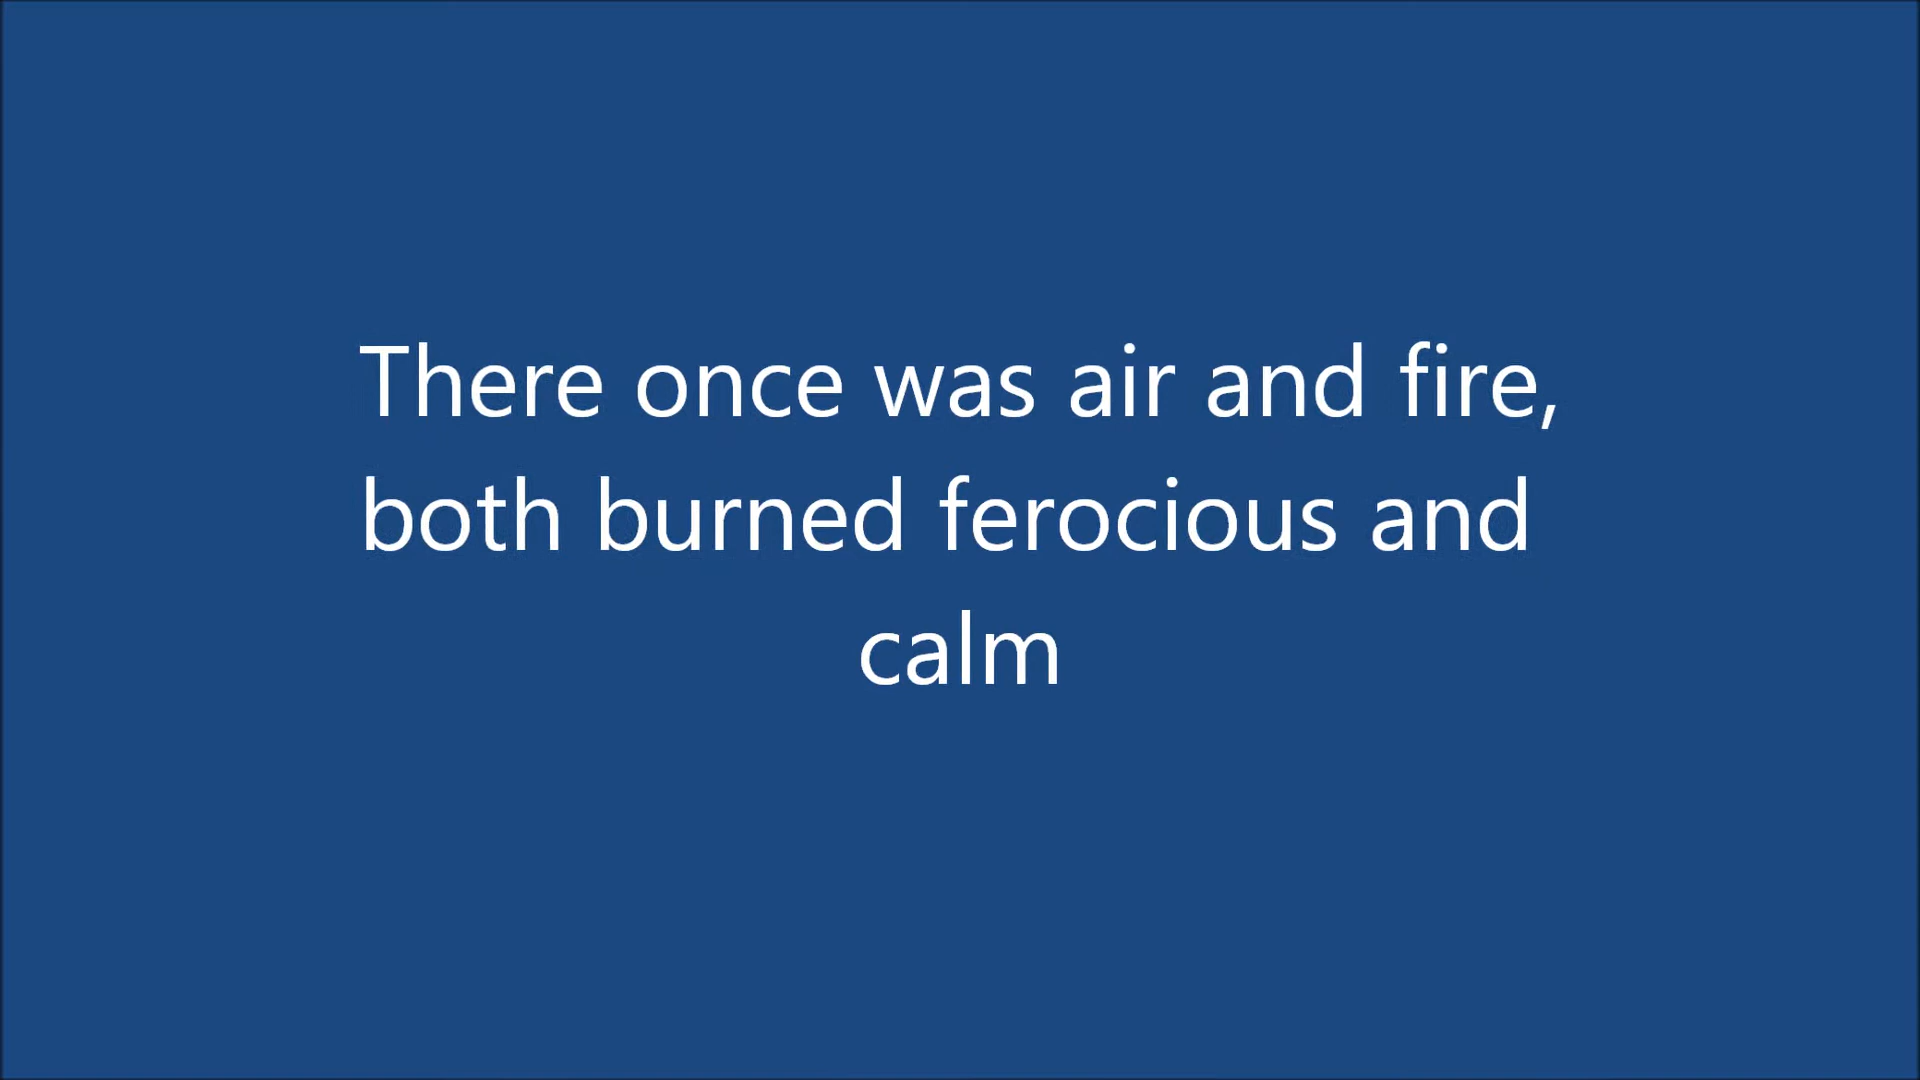 There once was air and fire,
both burned ferocious and
calm